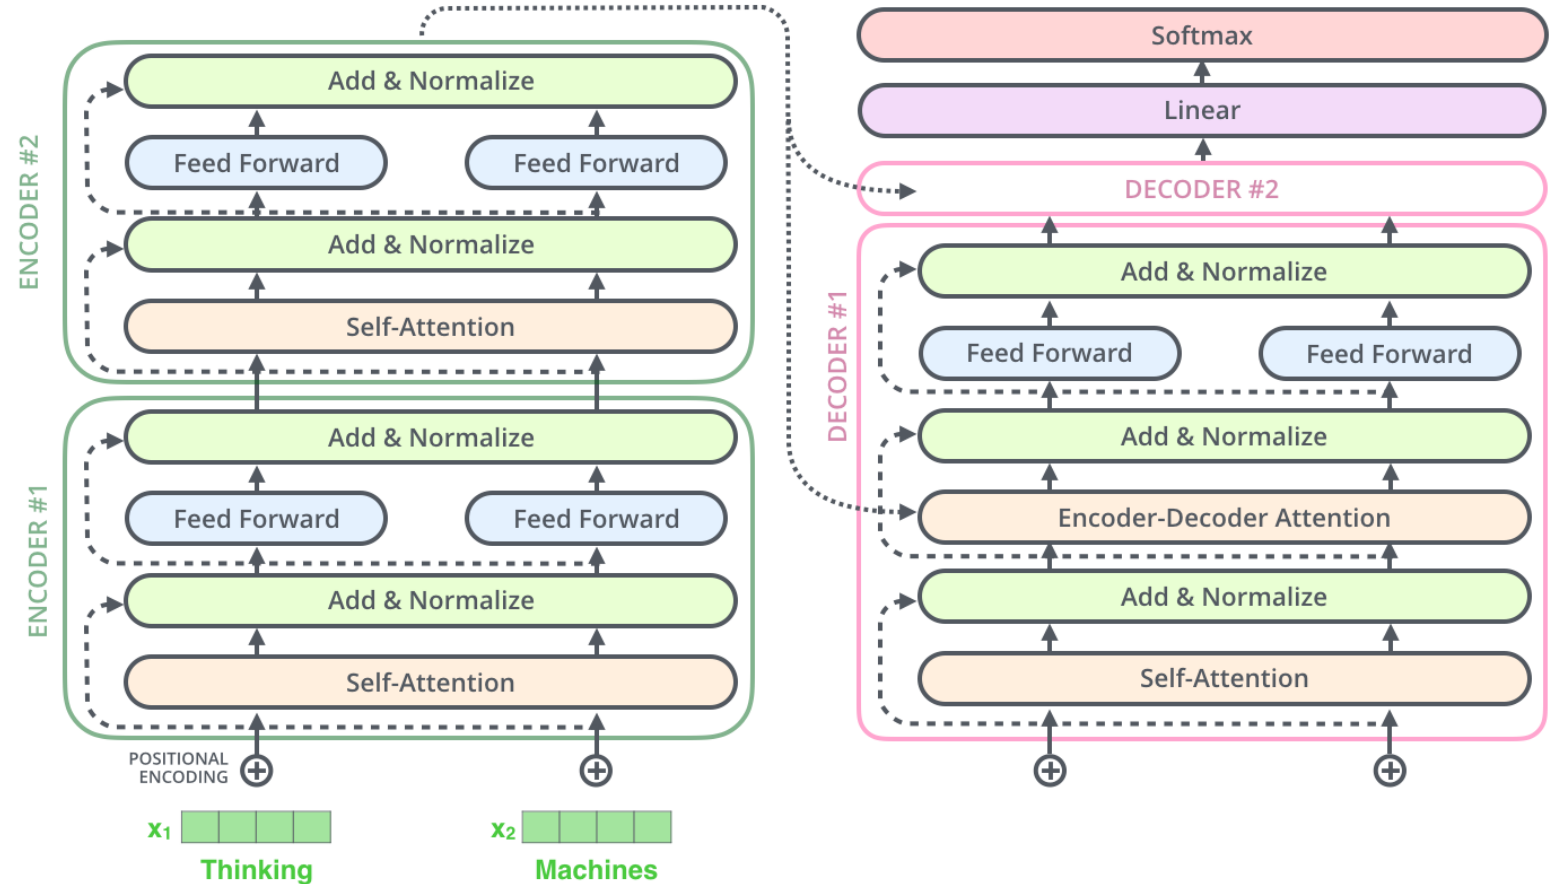 ENCODER #2
Add & Normalize
Feed Forward
Feed Forward
Add & Normalize
Self-Attention
ENCODER #1
Add & Normalize
Feed Forward
Feed Forward
Add & Normalize
Self-Attention
POSITIONAL
ENCODING
x₁
x₂
Thinking
Machines
Softmax
Linear
DECODER #2
DECODER #1
Add & Normalize
Feed Forward
Feed Forward
Add & Normalize
Encoder-Decoder Attention
Add & Normalize
Self-Attention